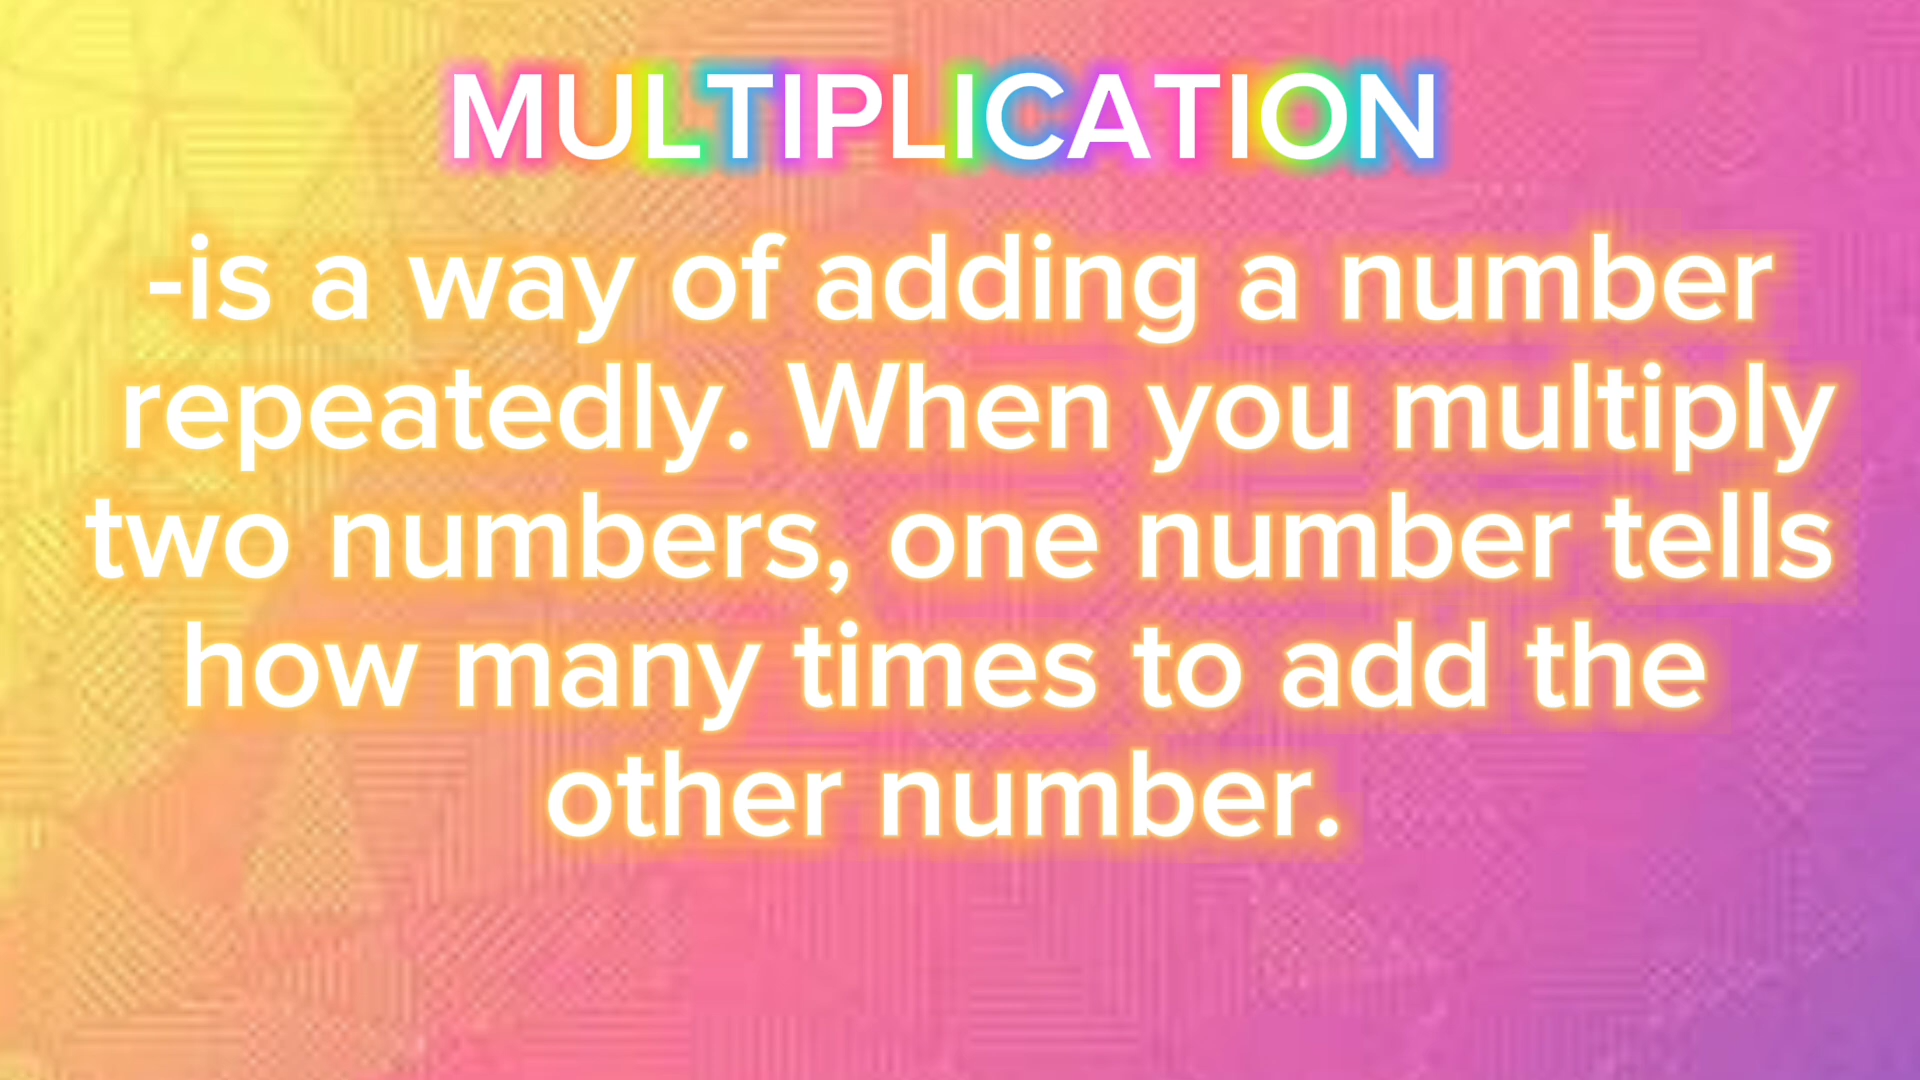 MULTIPLICATION
-is a way of adding a number
repeatedly. When you multiply
two numbers, one number tells
how many times to add the
other number.